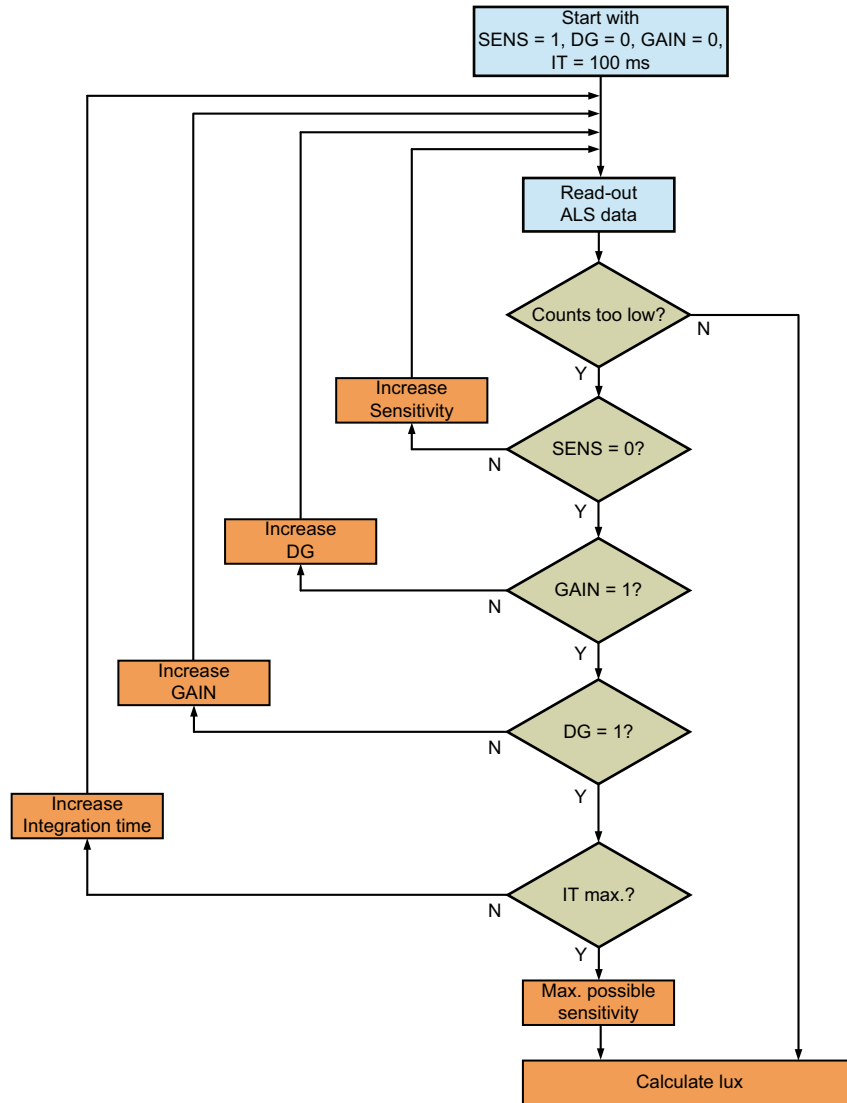 Start with
SENS = 1, DG = 0, GAIN = 0,
IT = 100 ms
Read-out
ALS data
Counts too low?
N
Y
Increase
Sensitivity
SENS = 0?
N
Y
Increase
DG
GAIN = 1?
N
Y
Increase
GAIN
DG = 1?
N
Y
Increase
Integration time
IT max.?
N
Y
Max. possible
sensitivity
Calculate lux